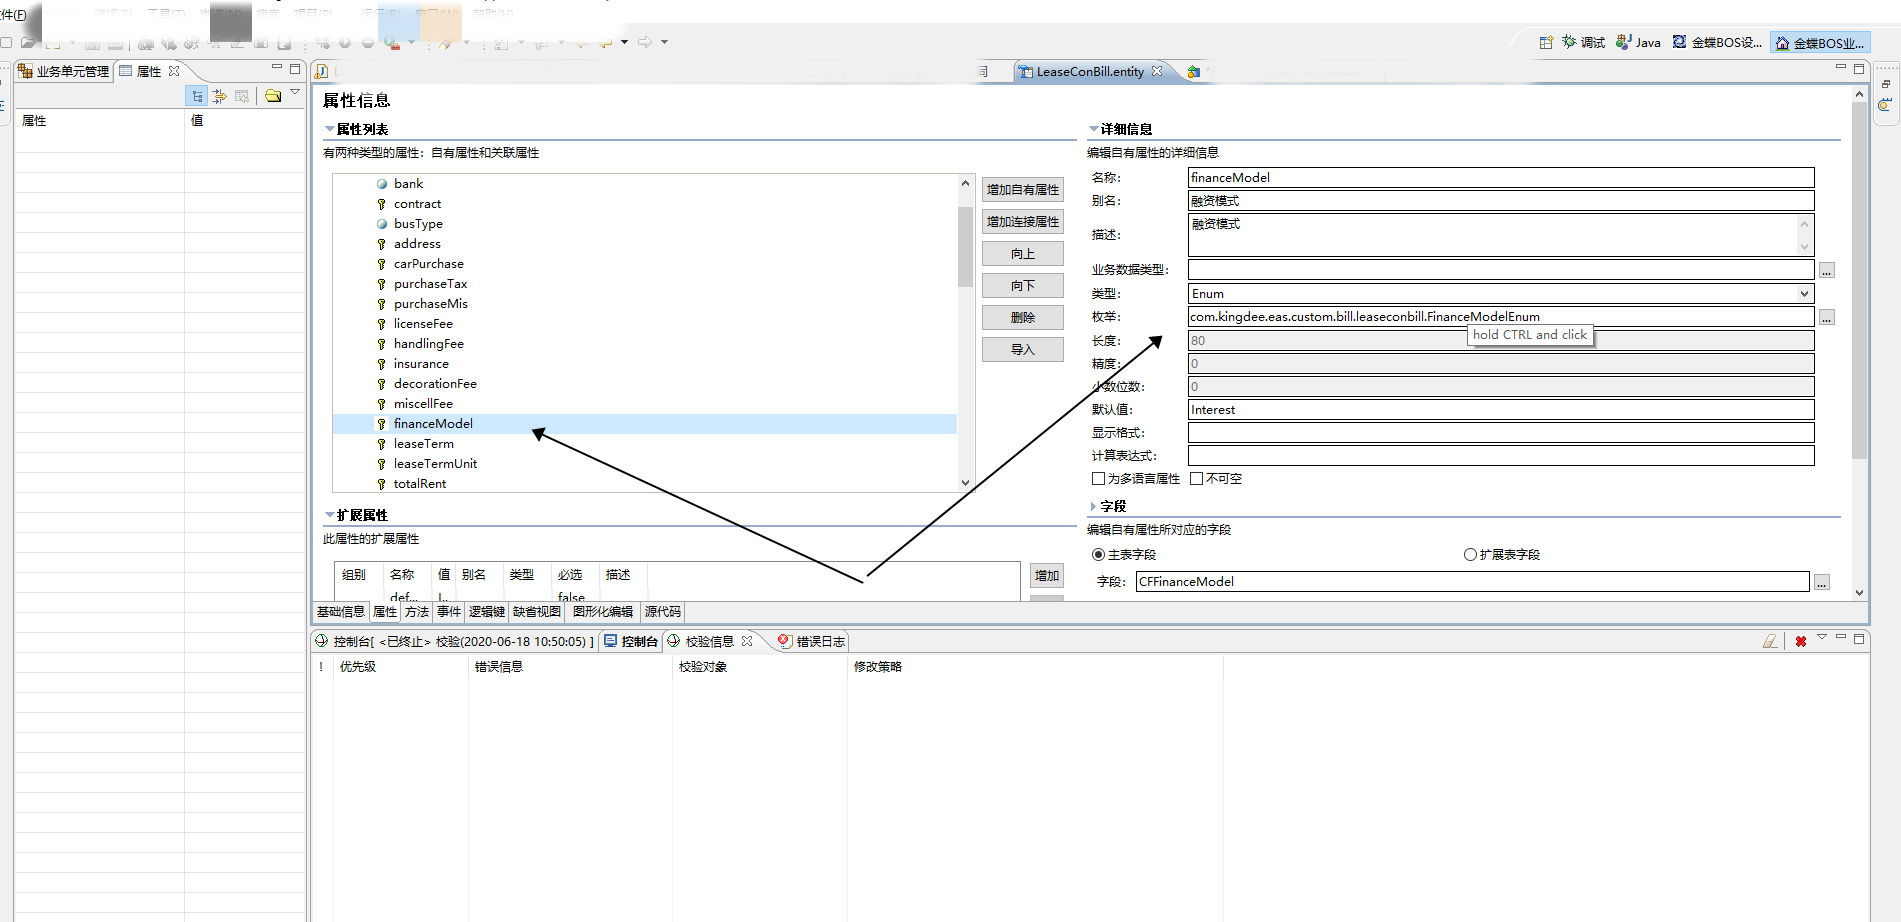 件(F)
调试
Java
金蝶BOS设...
金蝶BOS业...
业务单元管理
属性
属性
值
LeaseConBill.entity
属性信息
属性列表
有两种类型的属性：自有属性和关联属性
bank
contract
busType
address
carPurchase
purchaseTax
purchaseMis
licenseFee
handlingFee
insurance
decorationFee
miscellFee
financeModel
leaseTerm
leaseTermUnit
totalRent
增加自有属性
增加连接属性
向上
向下
删除
导入
扩展属性
此属性的扩展属性
组别 名称 值 别名 类型 必选 描述
def... false
增加
详细信息
编辑自有属性的详细信息
名称: financeModel
别名: 融资模式
描述: 融资模式
业务数据类型: ...
类型: Enum
枚举: com.kingdee.eas.custom.bill.leaseconbill.FinanceModelEnum ...
hold CTRL and click
长度: 80
精度: 0
小数位数: 0
默认值: Interest
显示格式:
计算表达式:
为多语言属性 不可空
字段
编辑自有属性所对应的字段
主表字段 扩展表字段
字段: CFFinanceModel ...
基础信息 属性 方法 事件 逻辑键 缺省视图 图形化编辑 源代码
控制台[ <已终止> 校验(2020-06-18 10:50:05) ] 控制台 校验信息 错误日志
! 优先级 错误信息 校验对象 修改策略